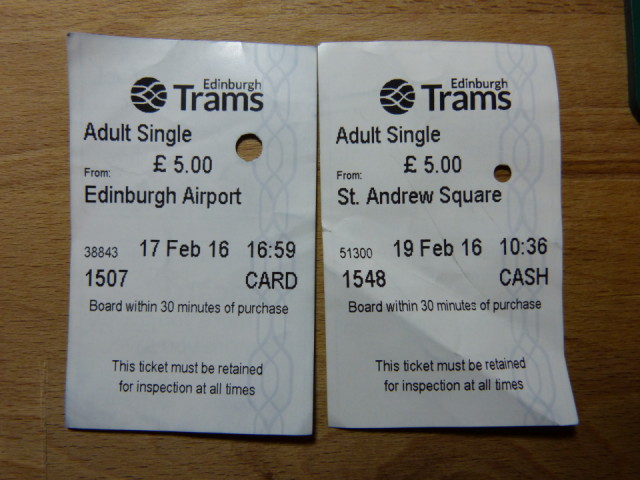 Edinburgh
Trams
Adult Single
£ 5.00
From:
Edinburgh Airport
38843 17 Feb 16 16:59
1507 CARD
Board within 30 minutes of purchase
This ticket must be retained
for inspection at all times
Edinburgh
Trams
Adult Single
£ 5.00
From:
St. Andrew Square
51300 19 Feb 16 10:36
1548 CASH
Board within 30 minutes of purchase
This ticket must be retained
for inspection at all times